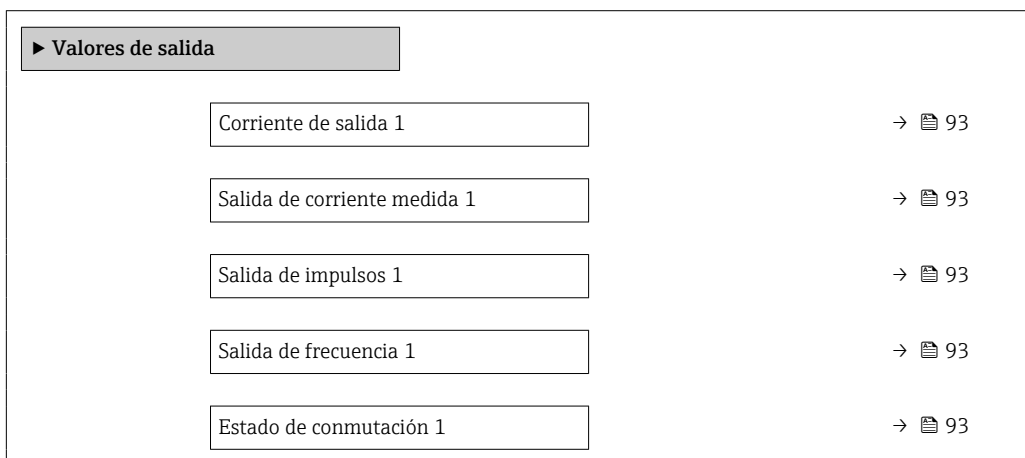 ▶ Valores de salida
Corriente de salida 1 → 93
Salida de corriente medida 1 → 93
Salida de impulsos 1 → 93
Salida de frecuencia 1 → 93
Estado de conmutación 1 → 93